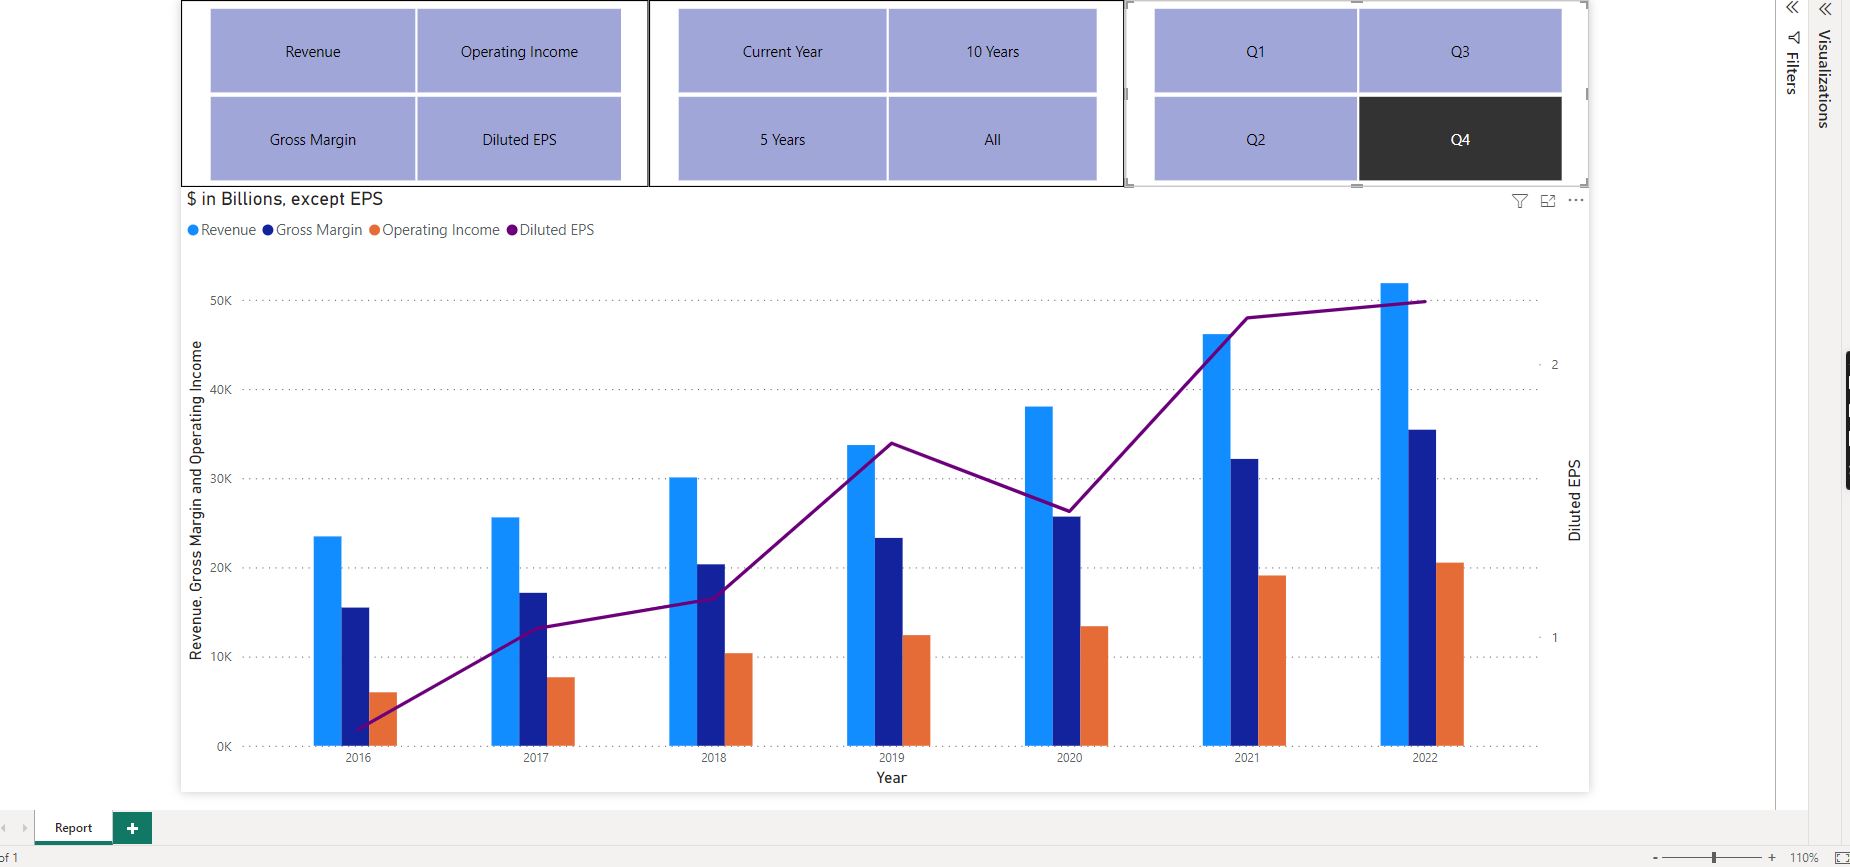 Revenue Operating Income
Gross Margin Diluted EPS
Current Year 10 Years
5 Years All
Q1 Q3
Q2 Q4
$ in Billions, except EPS
Revenue Gross Margin Operating Income Diluted EPS
50K
40K
30K
20K
10K
0K
Revenue, Gross Margin and Operating Income
2
1
Diluted EPS
2016 2017 2018 2019 2020 2021 2022
Year
Filters
Visualizations
Report
of 1
- + 110%